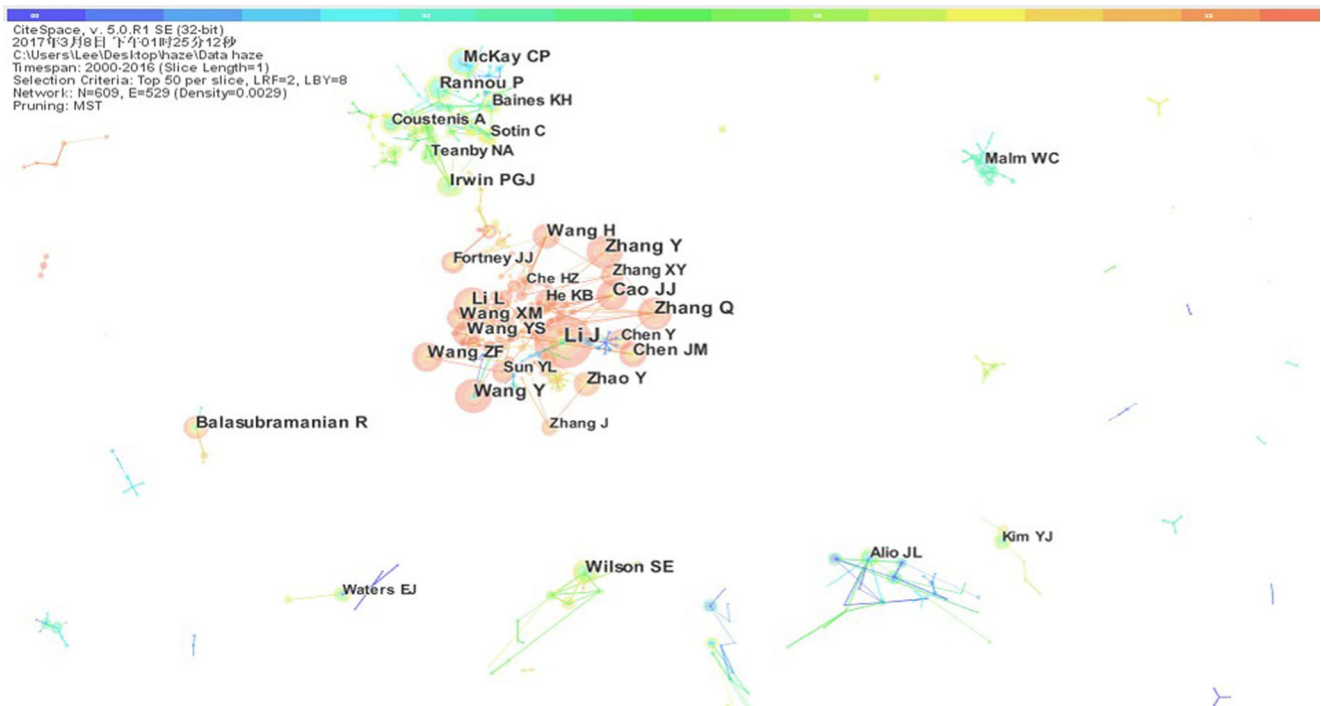 CiteSpace, v. 5.0.R1 SE (32-bit)
2017年3月8日 下午01时25分12秒
C:\Users\Lee\Desktop\haze\Data haze
Timespan: 2000-2016 (Slice Length=1)
Selection Criteria: Top 50 per slice, LRF=2, LBY=8
Network: N=609, E=529 (Density=0.0029)
Pruning: MST
McKay CP
Rannou P
Baines KH
Coustenis A
Sotin C
Teanby NA
Malm WC
Irwin PGJ
Wang H
Zhang Y
Fortney JJ
Zhang XY
Che HZ
Cao JJ
He KB
Li L
Zhang Q
Wang XM
Wang YS
Li J
Chen Y
Chen JM
Wang ZF
Sun YL
Zhao Y
Wang Y
Zhang J
Balasubramanian R
Kim YJ
Alio JL
Wilson SE
Waters EJ